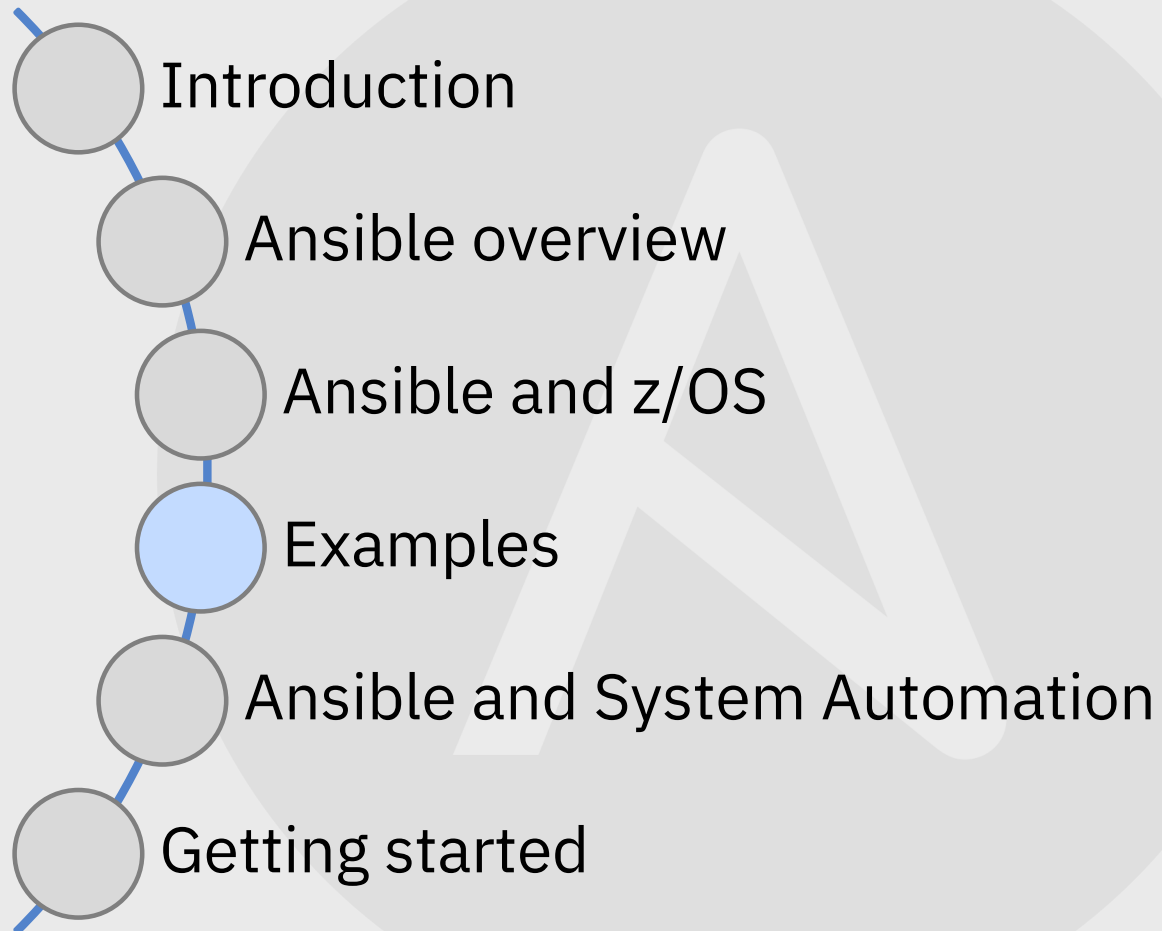 Introduction
Ansible overview
Ansible and z/OS
Examples
Ansible and System Automation
Getting started